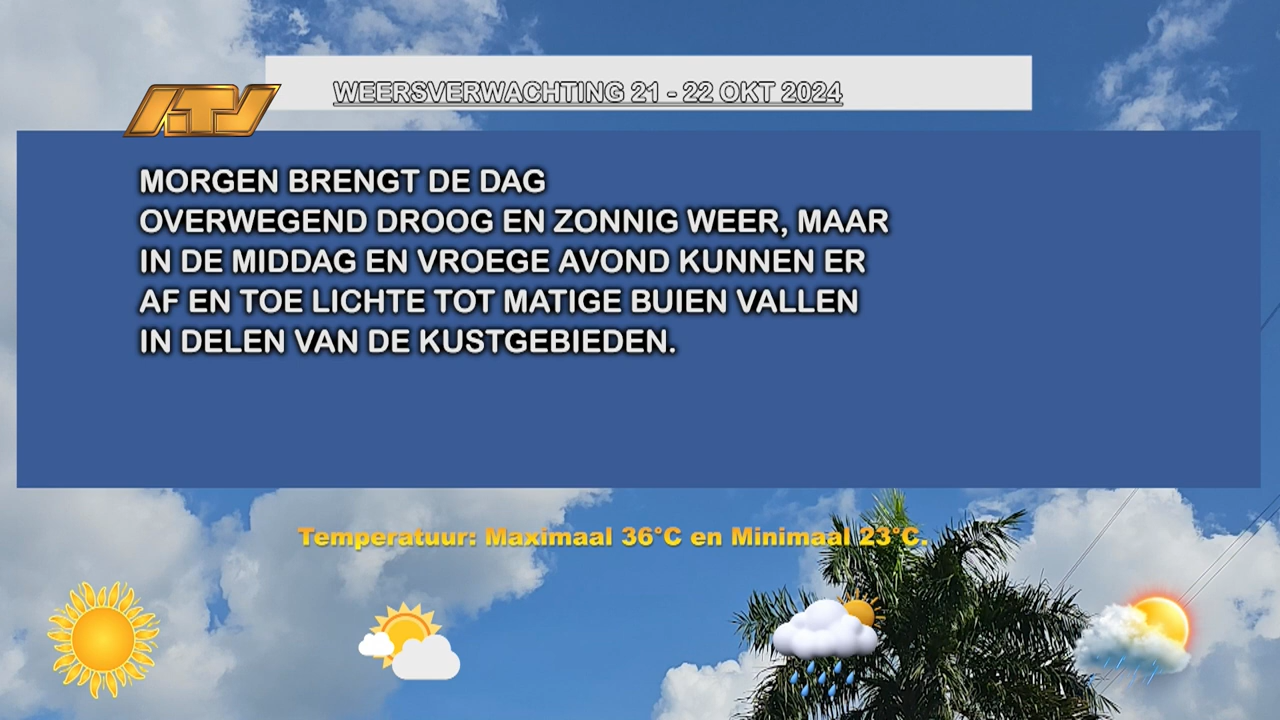 WEERSVERWACHTING 21 - 22 OKT 2024
ATV
MORGEN BRENGT DE DAG
OVERWEGEND DROOG EN ZONNIG WEER, MAAR
IN DE MIDDAG EN VROEGE AVOND KUNNEN ER
AF EN TOE LICHTE TOT MATIGE BUIEN VALLEN
IN DELEN VAN DE KUSTGEBIEDEN.
Temperatuur: Maximaal 36°C en Minimaal 23°C.